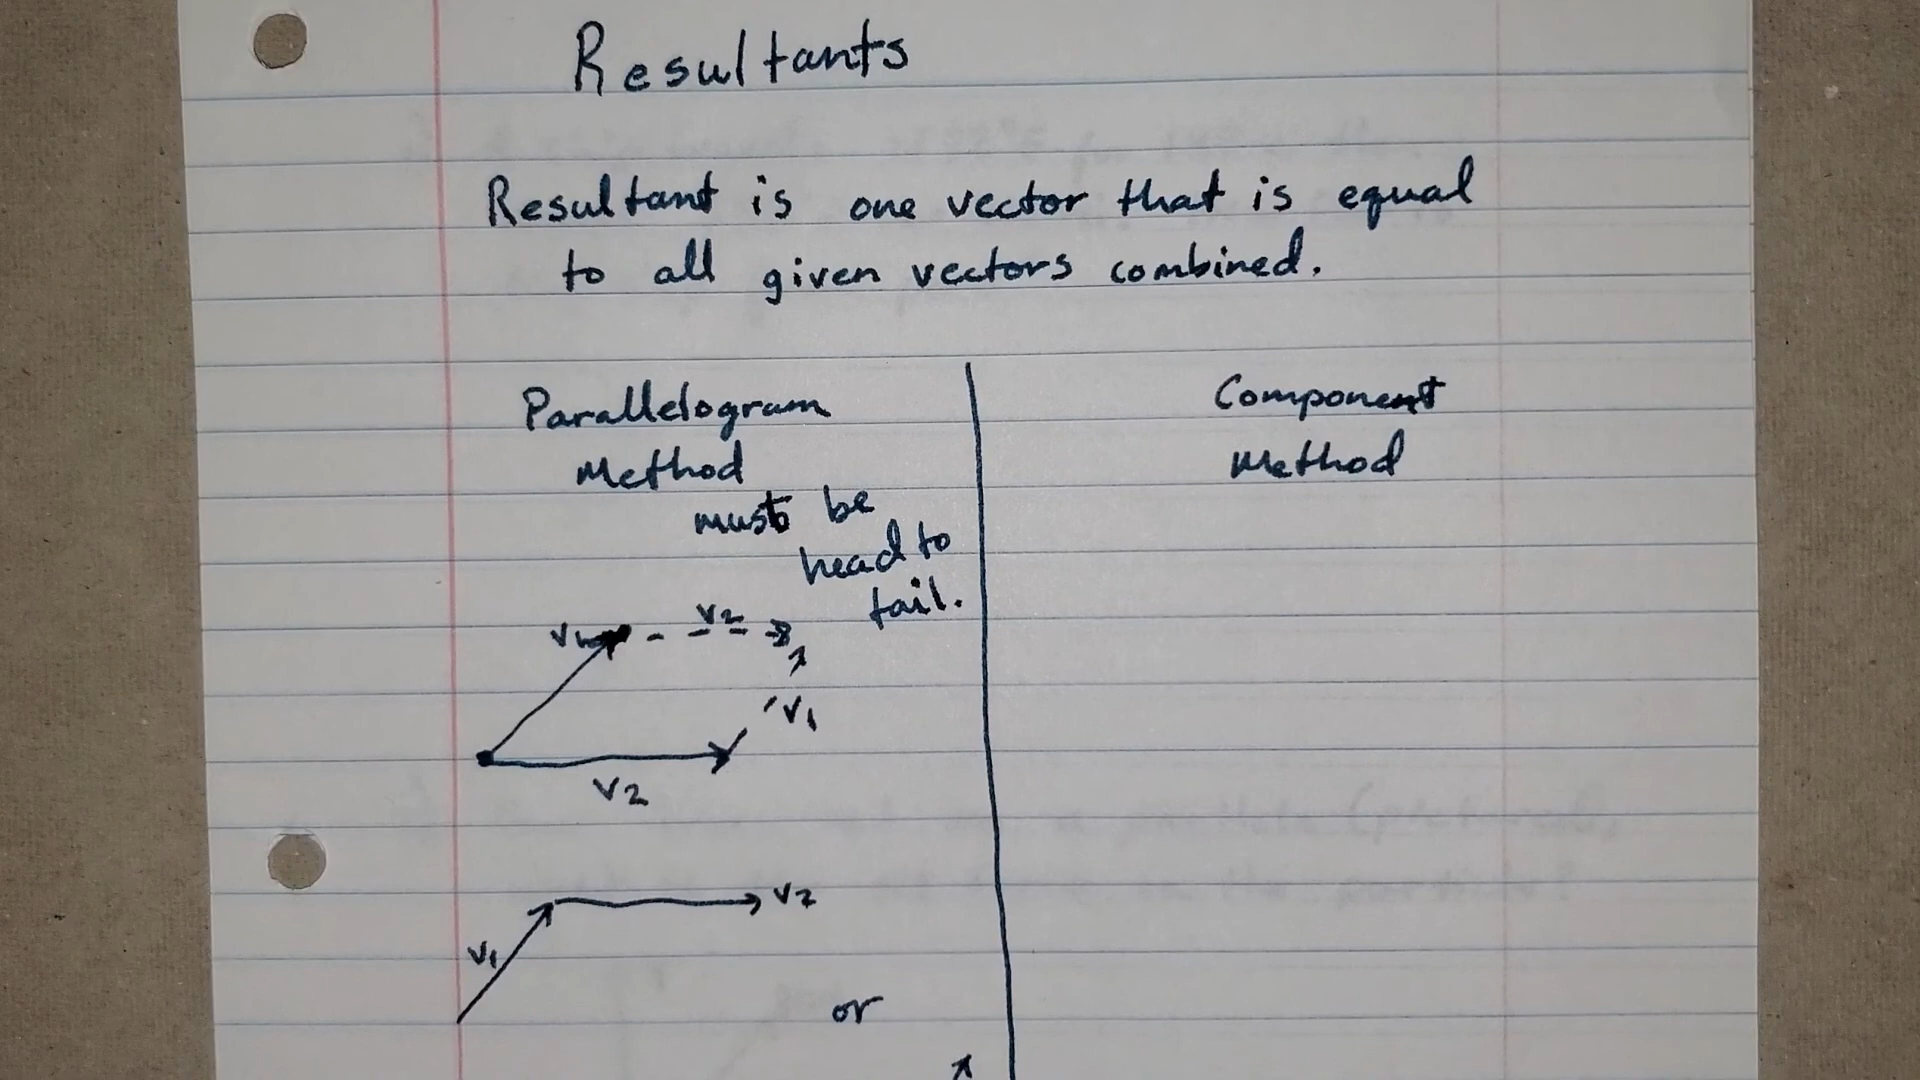 Resultants
Resultant is one vector that is equal
to all given vectors combined.
Parallelogram
Method
must be
head to
tail.
V2
V1
V2
V2
V1
or
Component
Method